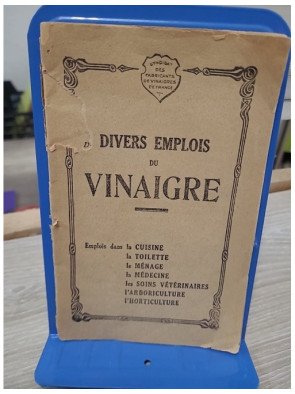 SYNDICAT
DES
FABRICANTS
DE VINAIGRES
DE FRANCE
DIVERS EMPLOIS
DU
VINAIGRE
Emplois dans la CUISINE
la TOILETTE
le MÉNAGE
la MÉDECINE
les SOINS VÉTÉRINAIRES
l'ARBORICULTURE
l'HORTICULTURE